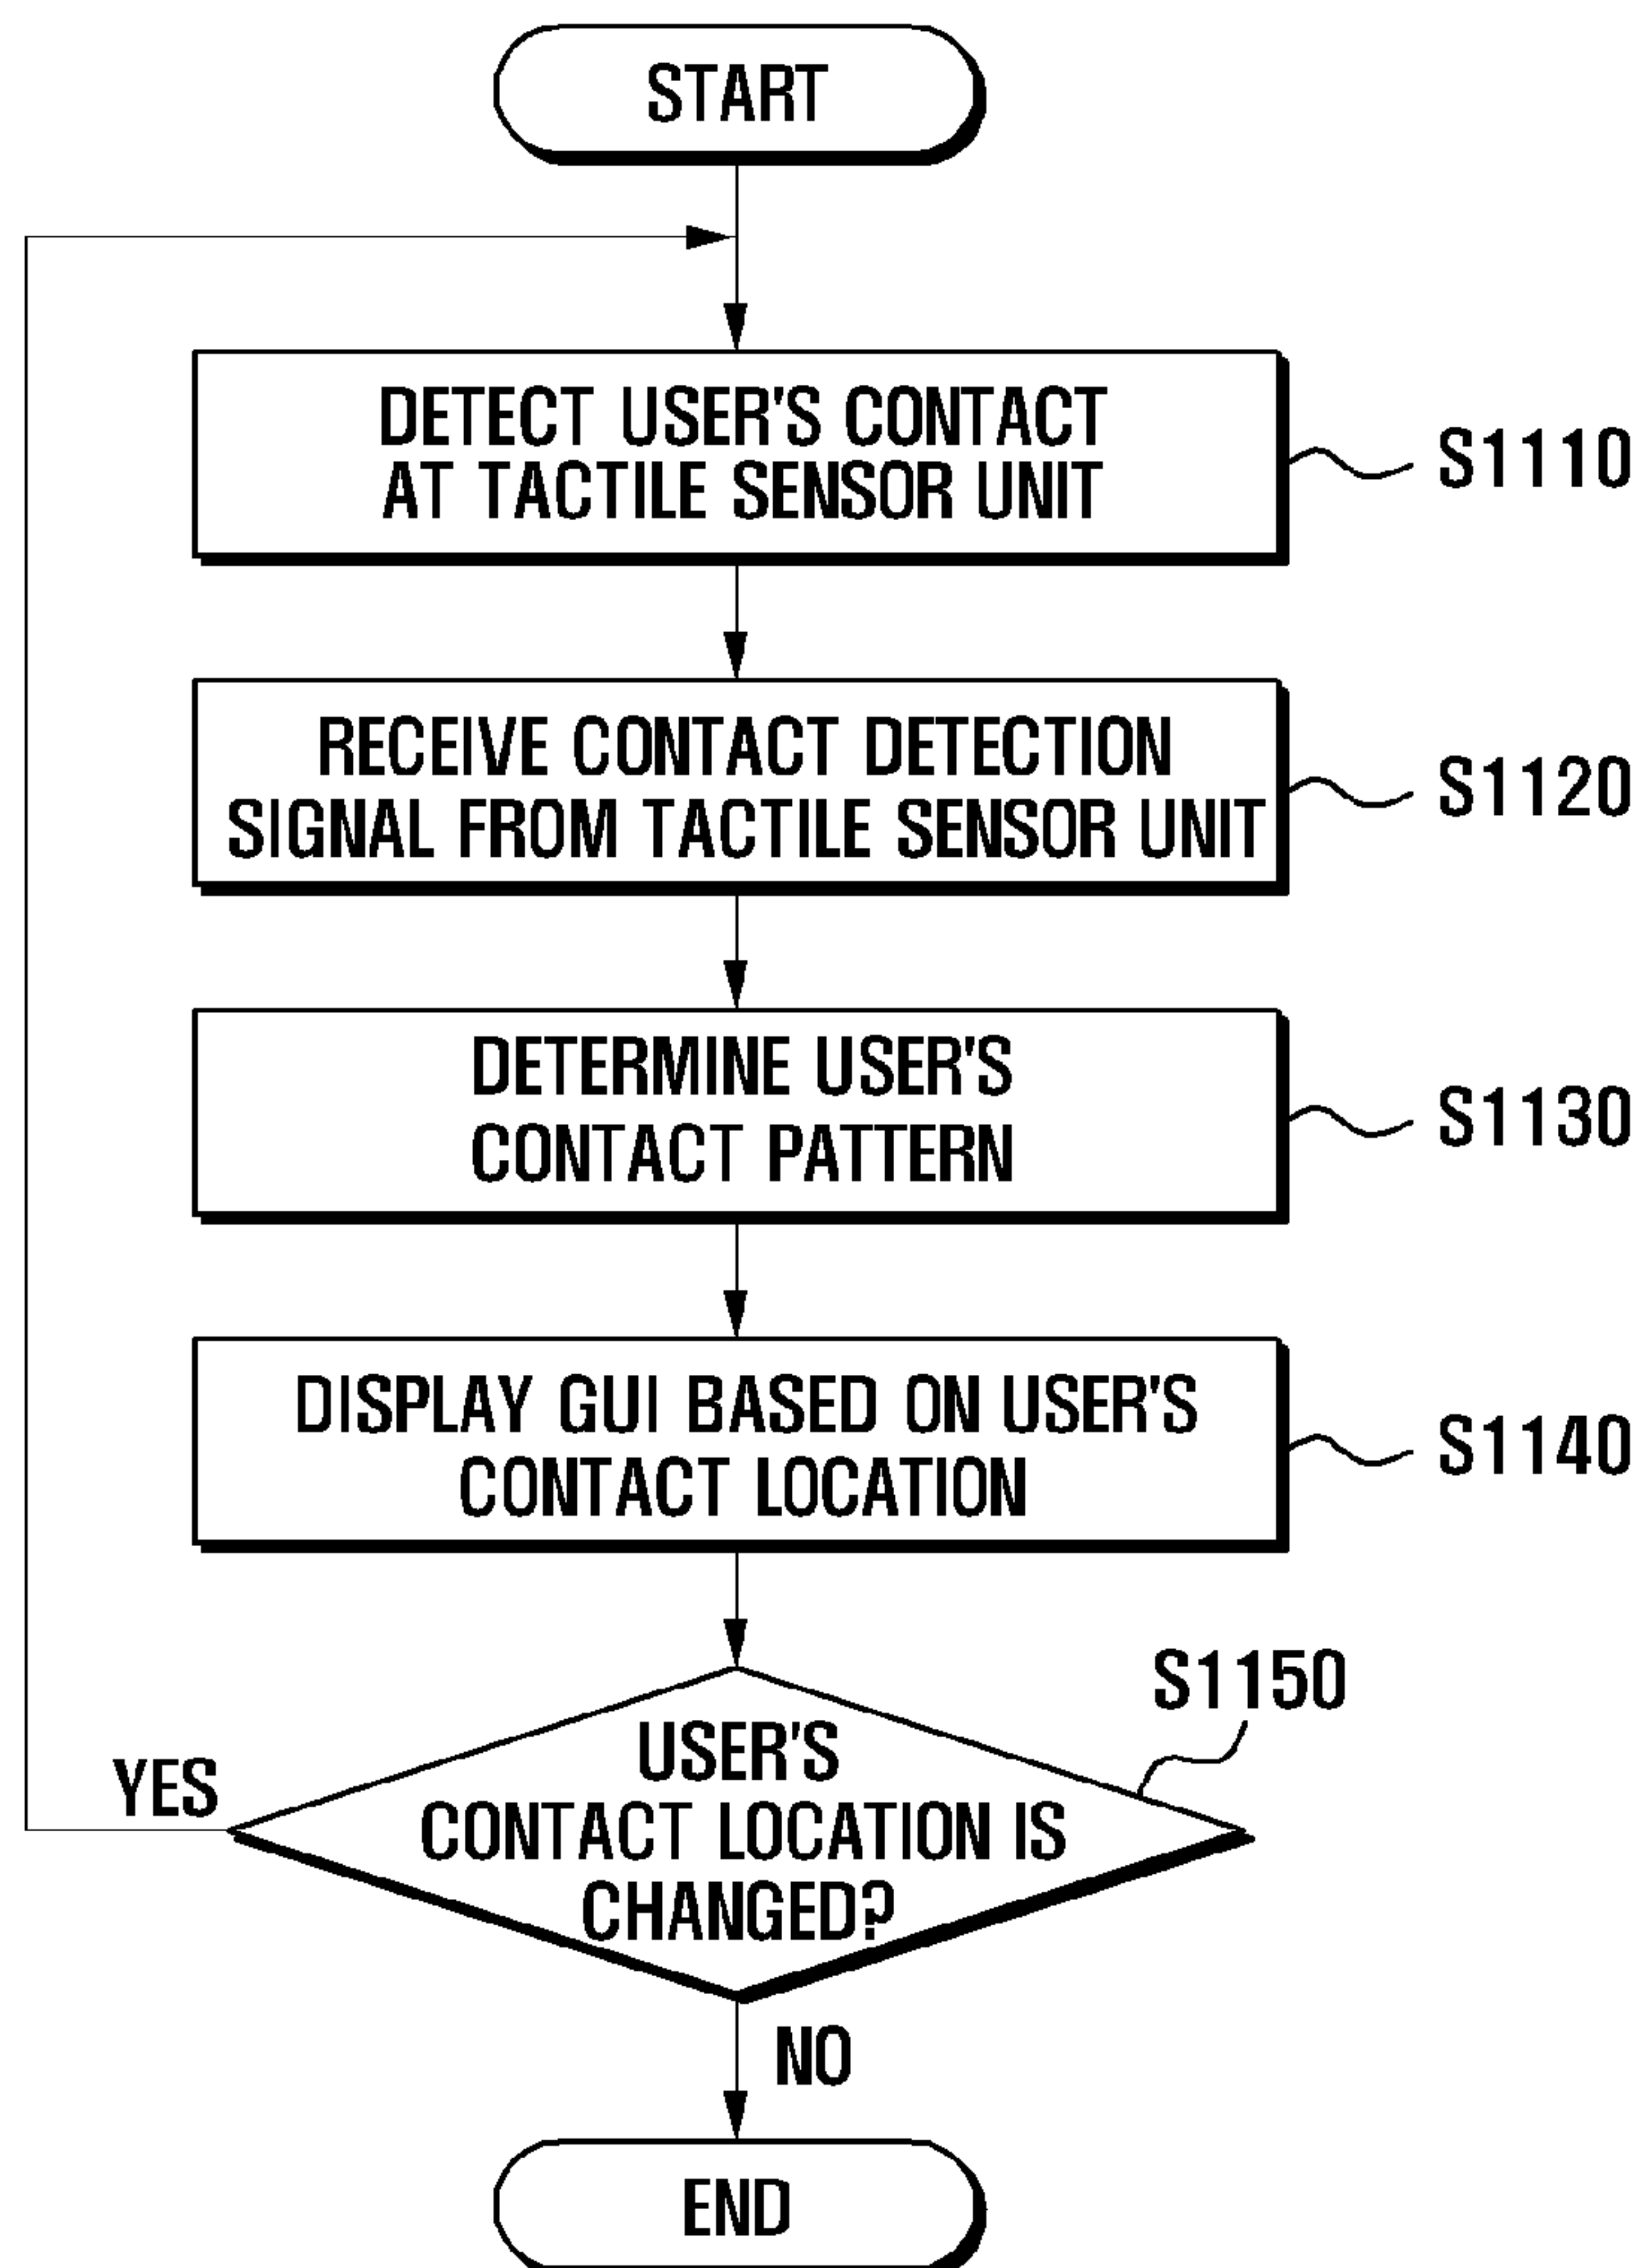 START
DETECT USER'S CONTACT
AT TACTILE SENSOR UNIT
S1110
RECEIVE CONTACT DETECTION
SIGNAL FROM TACTILE SENSOR UNIT
S1120
DETERMINE USER'S
CONTACT PATTERN
S1130
DISPLAY GUI BASED ON USER'S
CONTACT LOCATION
S1140
S1150
USER'S
CONTACT LOCATION IS
CHANGED?
YES
NO
END